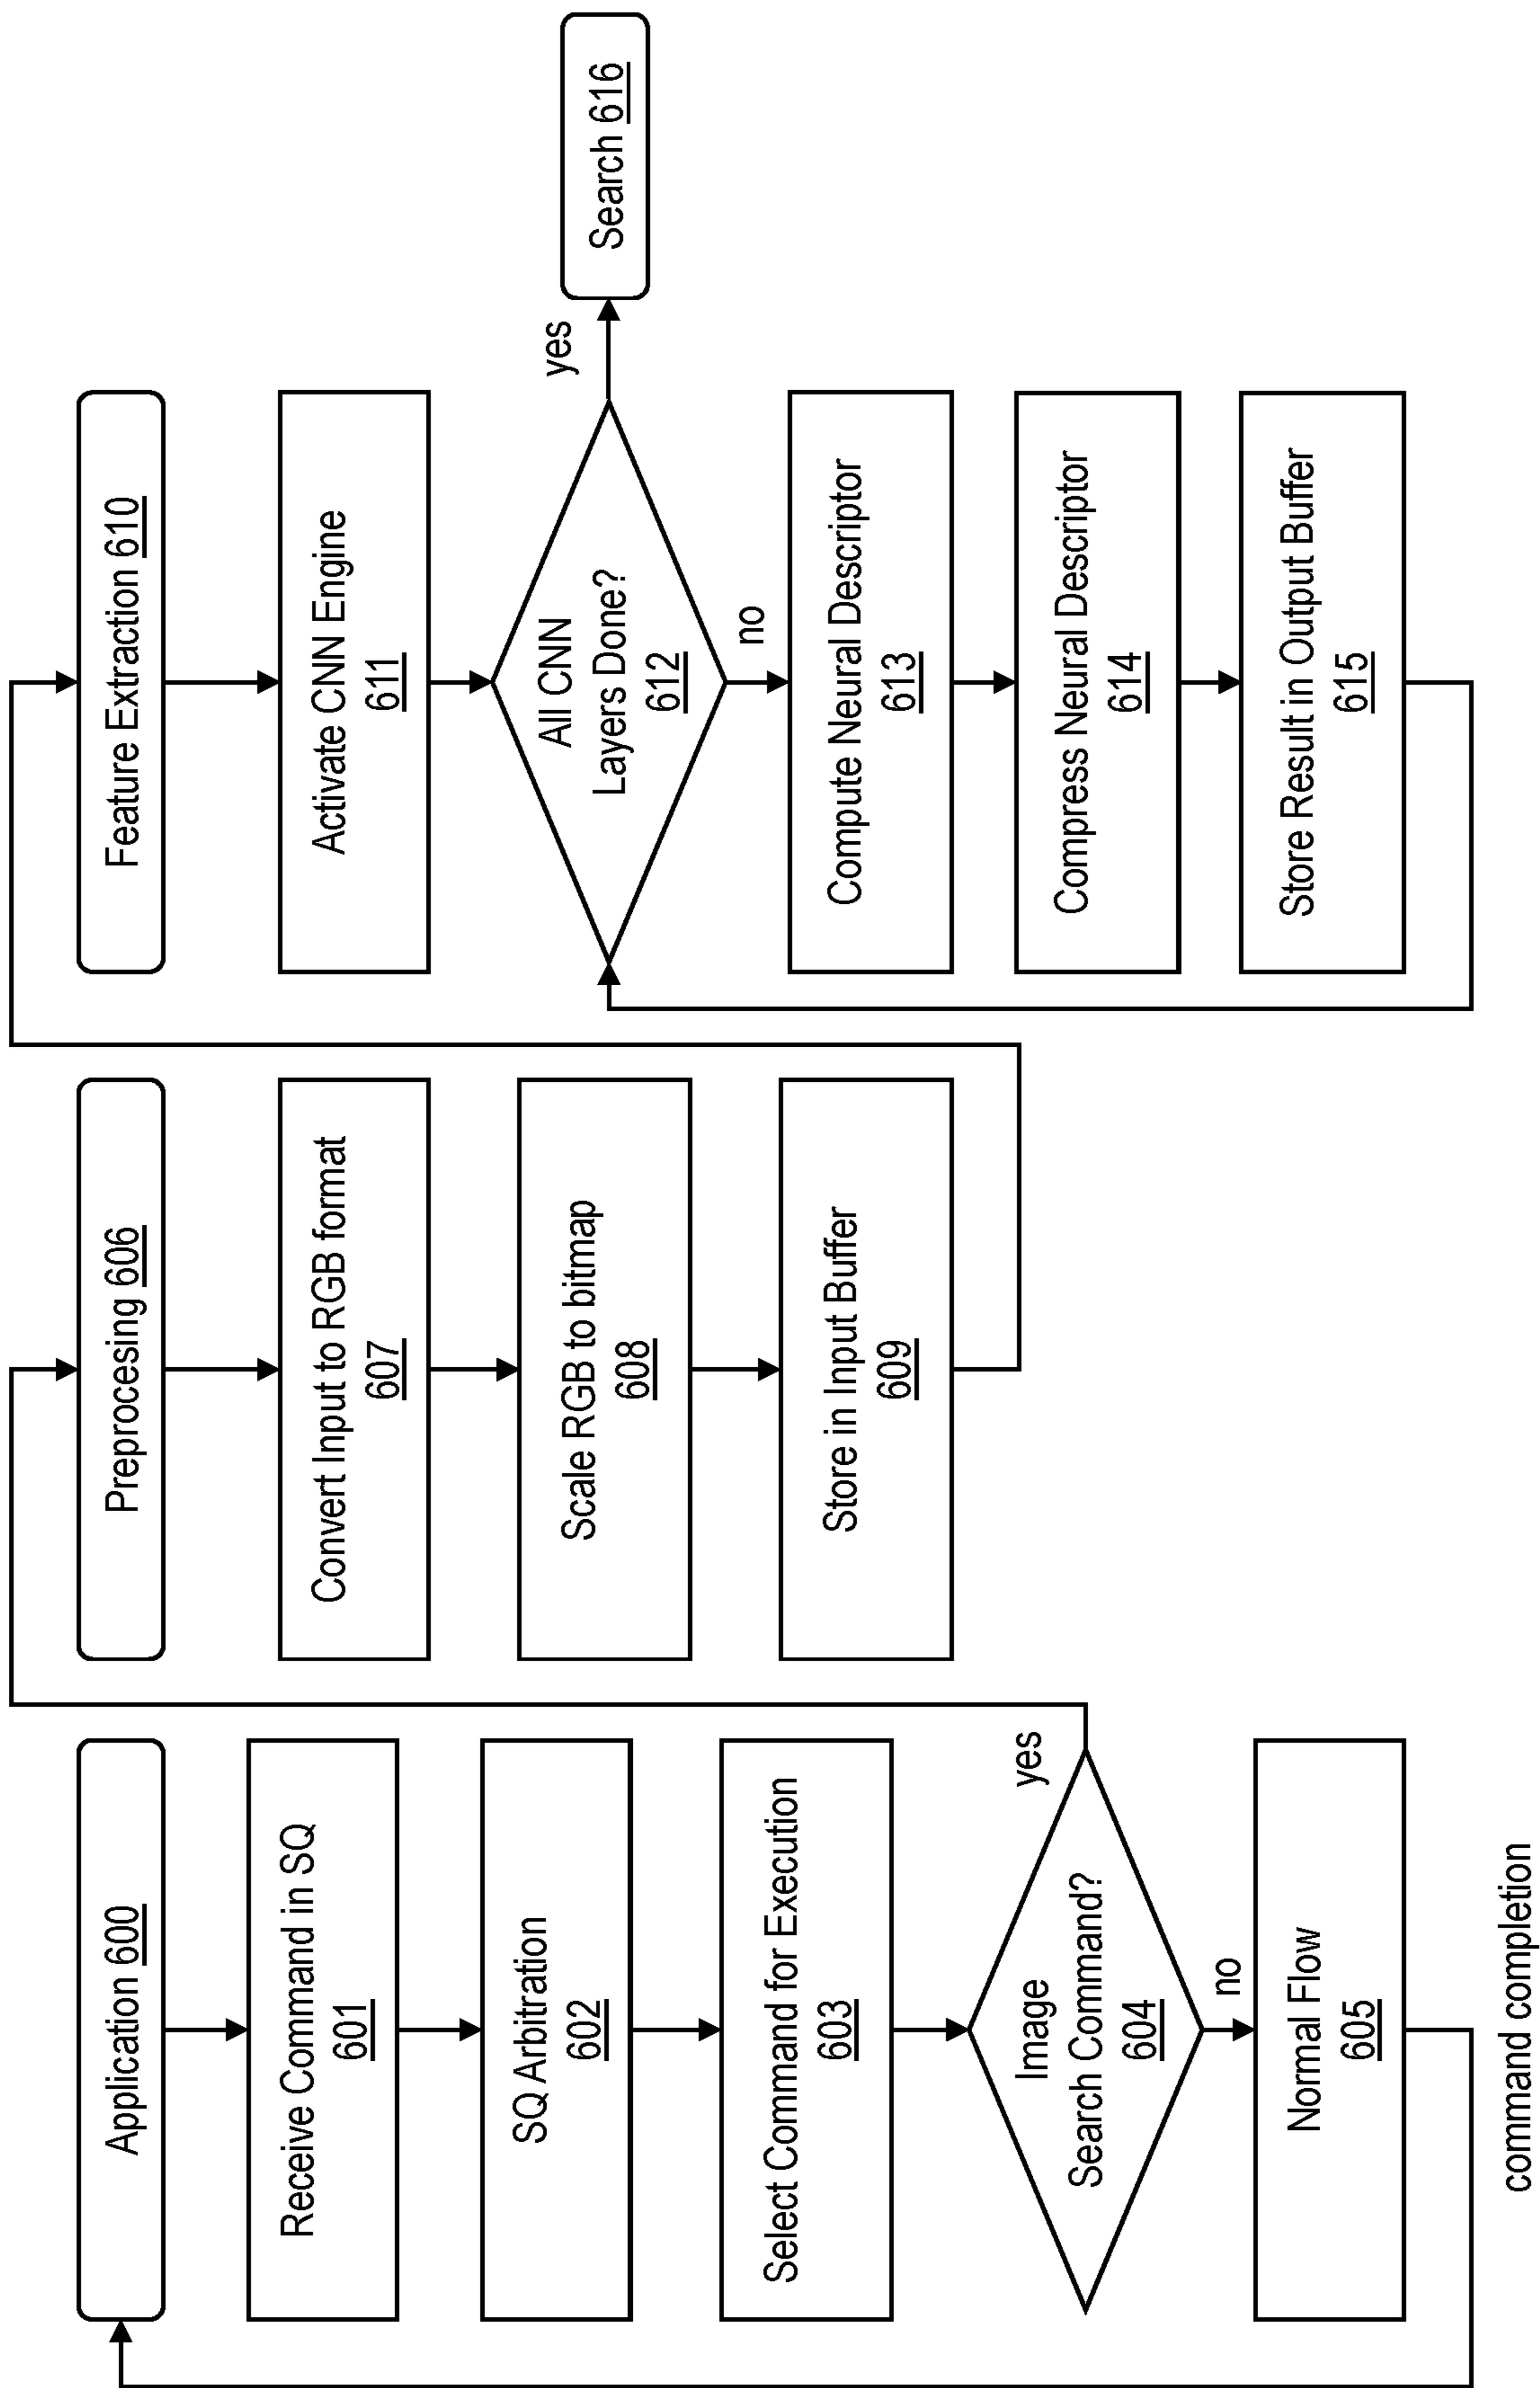 Application 600
Receive Command in SQ
601
SQ Arbitration
602
Select Command for Execution
603
Image
Search Command?
604
yes
no
Normal Flow
605
command completion
Preprocesing 606
Convert Input to RGB format
607
Scale RGB to bitmap
608
Store in Input Buffer
609
Feature Extraction 610
Activate CNN Engine
611
All CNN
Layers Done?
612
yes
no
Compute Neural Descriptor
613
Compress Neural Descriptor
614
Store Result in Output Buffer
615
Search 616